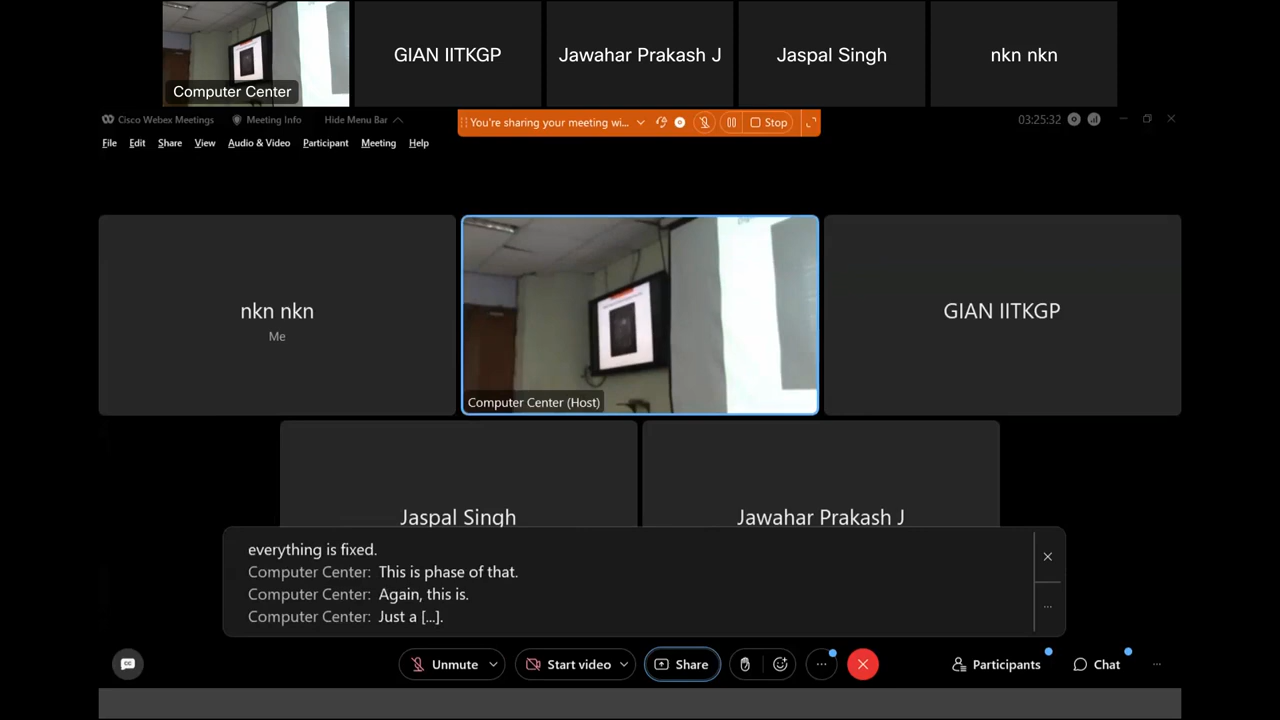 Computer Center
GIAN IITKGP
Jawahar Prakash J
Jaspal Singh
nkn nkn
Cisco Webex Meetings
Meeting Info
Hide Menu Bar
You're sharing your meeting wi...
Stop
03:25:32
File Edit Share View Audio & Video Participant Meeting Help
nkn nkn
Me
Computer Center (Host)
GIAN IITKGP
Jaspal Singh
Jawahar Prakash J
everything is fixed.
Computer Center: This is phase of that.
Computer Center: Again, this is.
Computer Center: Just a [...].
CC
Unmute
Start video
Share
Participants
Chat